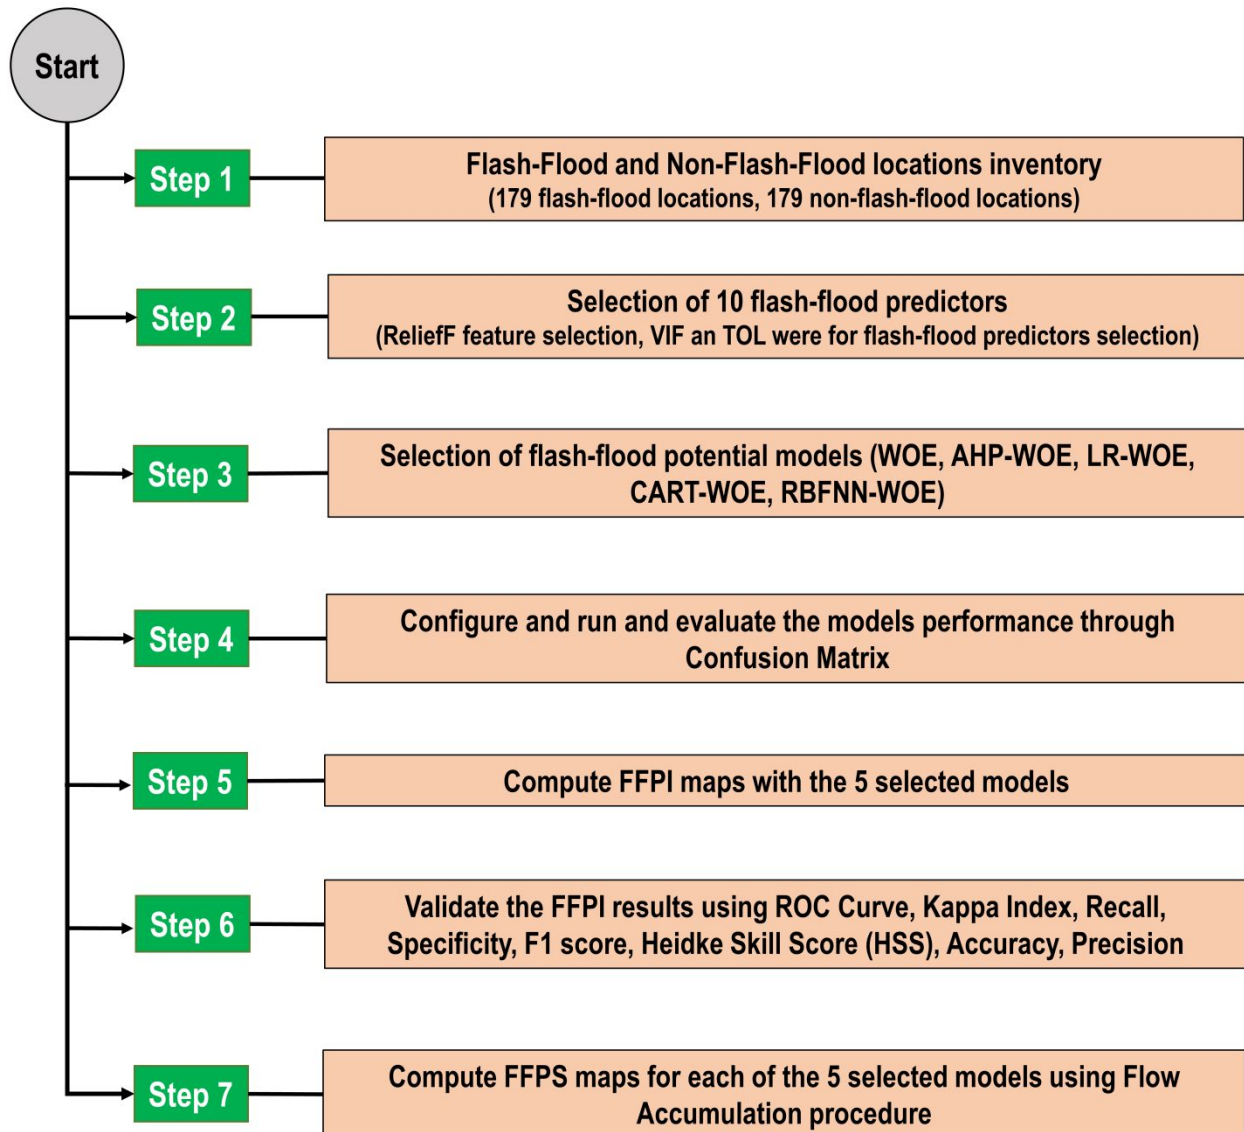 Start
Step 1
Flash-Flood and Non-Flash-Flood locations inventory
(179 flash-flood locations, 179 non-flash-flood locations)
Step 2
Selection of 10 flash-flood predictors
(ReliefF feature selection, VIF an TOL were for flash-flood predictors selection)
Step 3
Selection of flash-flood potential models (WOE, AHP-WOE, LR-WOE,
CART-WOE, RBFNN-WOE)
Step 4
Configure and run and evaluate the models performance through
Confusion Matrix
Step 5
Compute FFPI maps with the 5 selected models
Step 6
Validate the FFPI results using ROC Curve, Kappa Index, Recall,
Specificity, F1 score, Heidke Skill Score (HSS), Accuracy, Precision
Step 7
Compute FFPS maps for each of the 5 selected models using Flow
Accumulation procedure